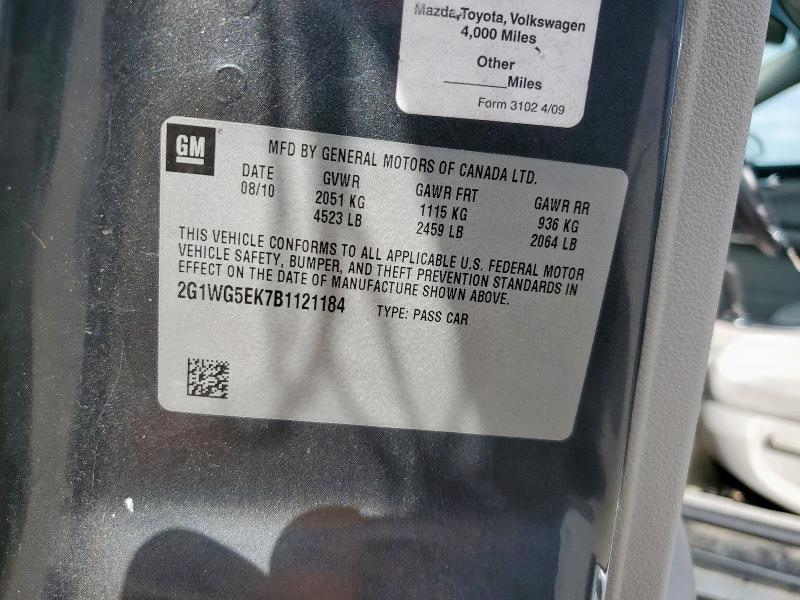 Mazda,Toyota, Volkswagen
4,000 Miles
Other
______Miles
Form 3102 4/09
GM
MFD BY GENERAL MOTORS OF CANADA LTD.
DATE GVWR GAWR FRT GAWR RR
08/10 2051 KG 1115 KG 936 KG
4523 LB 2459 LB 2064 LB
THIS VEHICLE CONFORMS TO ALL APPLICABLE U.S. FEDERAL MOTOR
VEHICLE SAFETY, BUMPER, AND THEFT PREVENTION STANDARDS IN
EFFECT ON THE DATE OF MANUFACTURE SHOWN ABOVE.
2G1WG5EK7B1121184 TYPE: PASS CAR